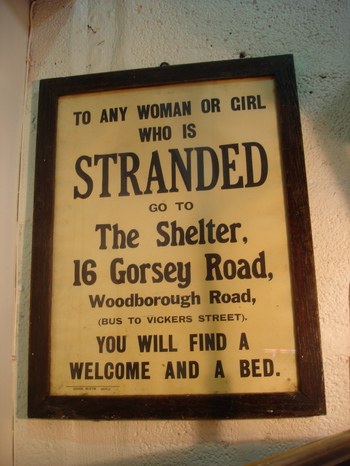 TO ANY WOMAN OR GIRL
WHO IS
STRANDED
GO TO
The Shelter,
16 Gorsey Road,
Woodborough Road,
(BUS TO VICKERS STREET).
YOU WILL FIND A
WELCOME AND A BED.